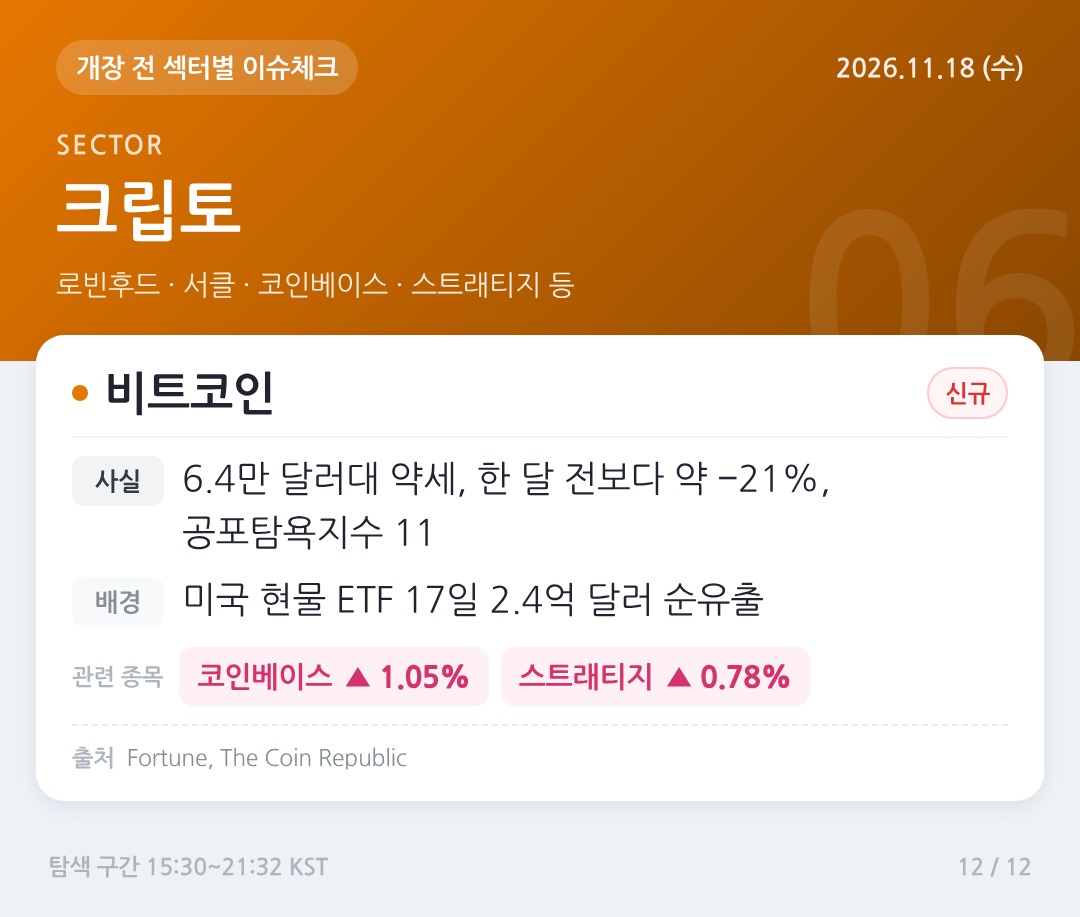 개장 전 섹터별 이슈체크
2026.11.18 (수)
SECTOR
크립토
로빈후드 · 서클 · 코인베이스 · 스트래티지 등
06
비트코인
신규
사실 6.4만 달러대 약세, 한 달 전보다 약 −21%,
공포탐욕지수 11
배경 미국 현물 ETF 17일 2.4억 달러 순유출
관련 종목 코인베이스 ▲ 1.05% 스트래티지 ▲ 0.78%
출처 Fortune, The Coin Republic
탐색 구간 15:30~21:32 KST
12 / 12